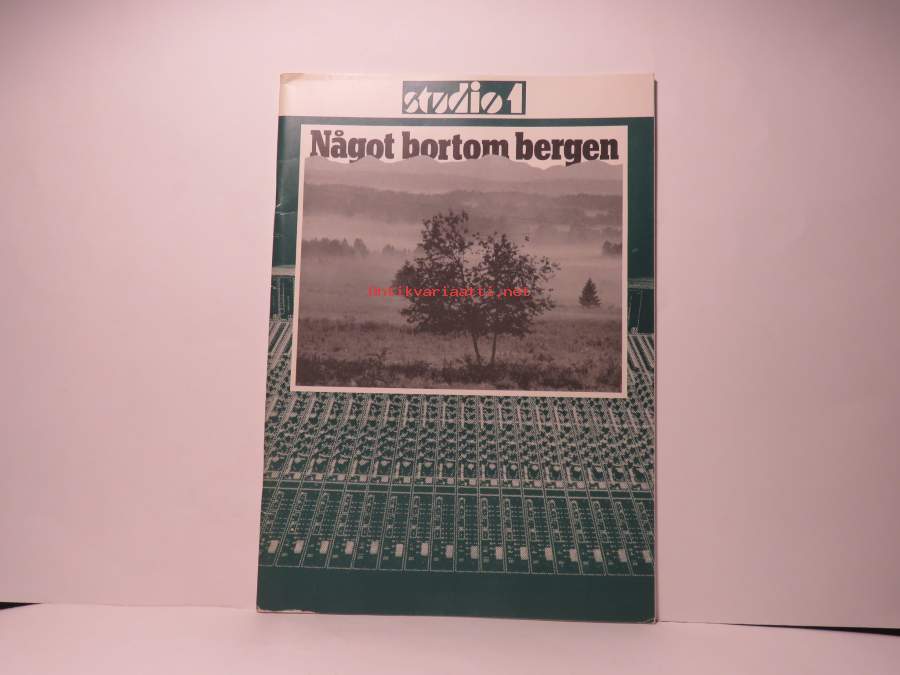 studio 1
Något bortom bergen
antikvariaatti.net